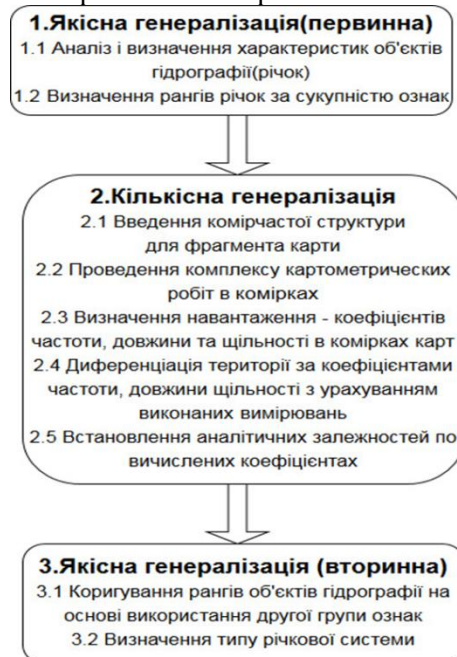 1.Якісна генералізація(первинна)
1.1 Аналіз і визначення характеристик об'єктів
гідрографії(річок)
1.2 Визначення рангів річок за сукупністю ознак
2.Кількісна генералізація
2.1 Введення комірчастої структури
для фрагмента карти
2.2 Проведення комплексу картометричних
робіт в комірках
2.3 Визначення навантаження - коефіцієнтів
частоти, довжини та щільності в комірках карт
2.4 Диференціація території за коефіцієнтами
частоти, довжини щільності з урахуванням
виконаних вимірювань
2.5 Встановлення аналітичних залежностей по
вичислених коефіцієнтах
3.Якісна генералізація (вторинна)
3.1 Коригування рангів об'єктів гідрографії на
основі використання другої групи ознак
3.2 Визначення типу річкової системи